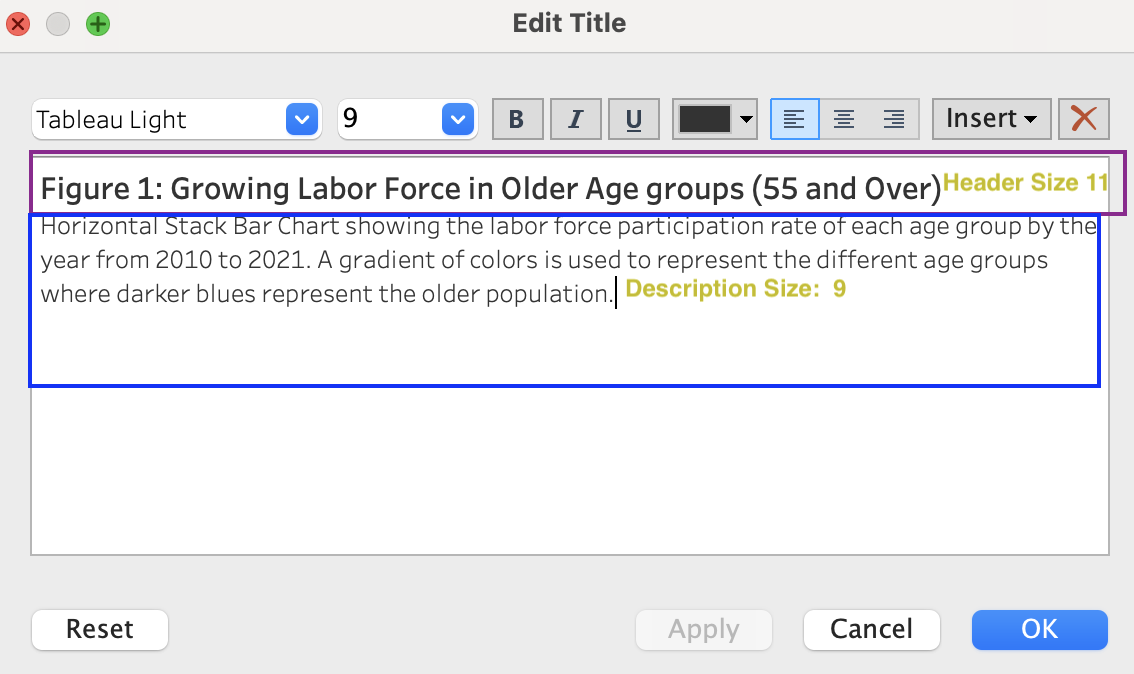 Edit Title
Tableau Light 9 B I U Insert
Figure 1: Growing Labor Force in Older Age groups (55 and Over) Header Size 11
Horizontal Stack Bar Chart showing the labor force participation rate of each age group by the
year from 2010 to 2021. A gradient of colors is used to represent the different age groups
where darker blues represent the older population. Description Size: 9
Reset Apply Cancel OK